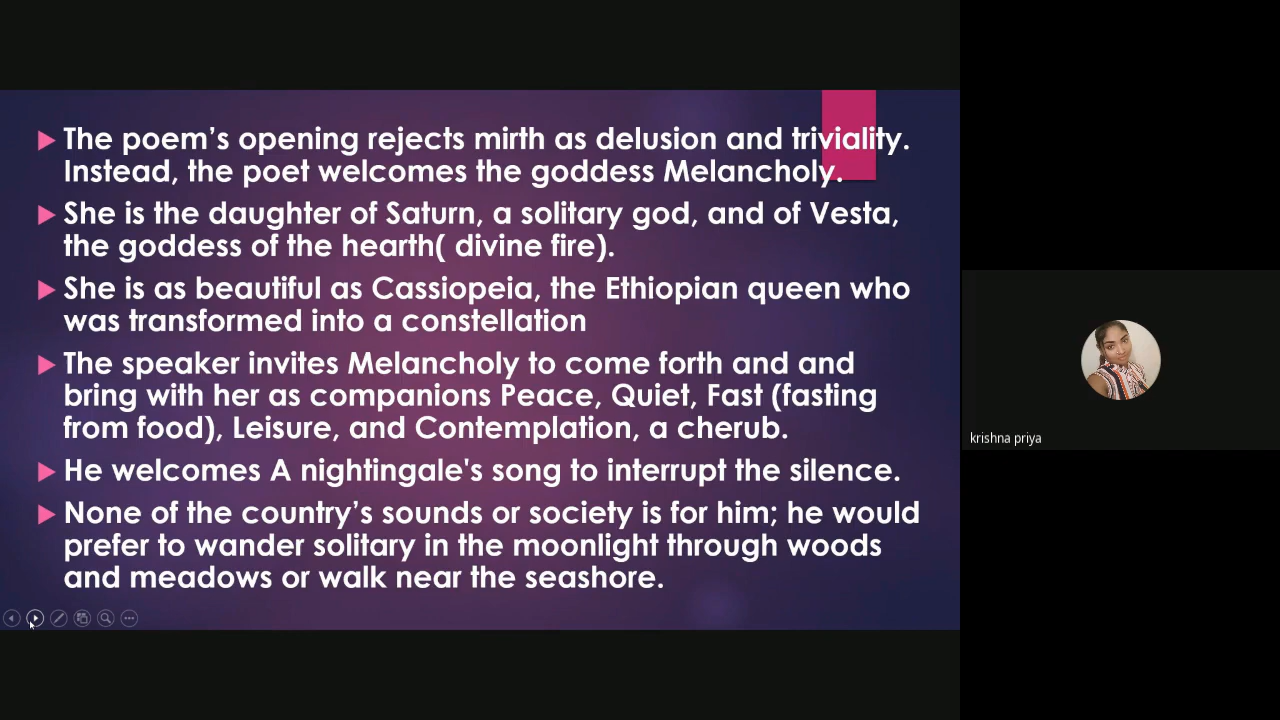 The poem’s opening rejects mirth as delusion and triviality.
Instead, the poet welcomes the goddess Melancholy.
She is the daughter of Saturn, a solitary god, and of Vesta,
the goddess of the hearth( divine fire).
She is as beautiful as Cassiopeia, the Ethiopian queen who
was transformed into a constellation
The speaker invites Melancholy to come forth and and
bring with her as companions Peace, Quiet, Fast (fasting
from food), Leisure, and Contemplation, a cherub.
He welcomes A nightingale's song to interrupt the silence.
None of the country’s sounds or society is for him; he would
prefer to wander solitary in the moonlight through woods
and meadows or walk near the seashore.
krishna priya